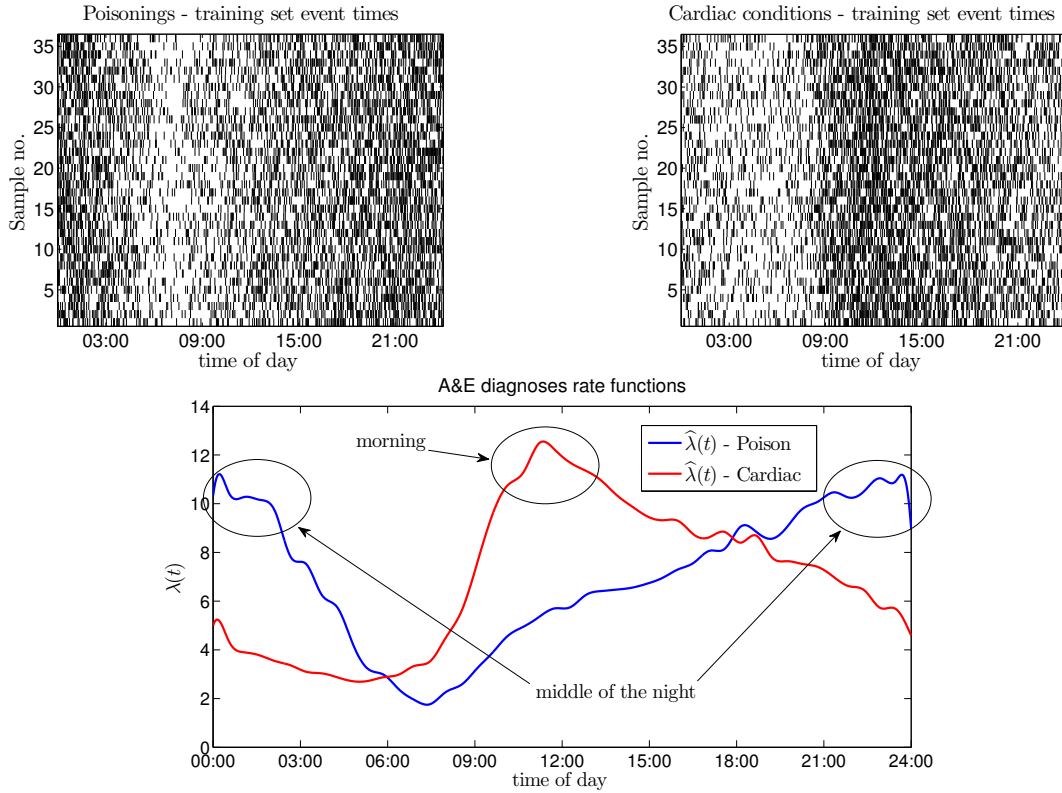 Poisonings - training set event times
Sample no.
35
30
25
20
15
10
5
03:00 09:00 15:00 21:00
time of day
Cardiac conditions - training set event times
Sample no.
35
30
25
20
15
10
5
03:00 09:00 15:00 21:00
time of day
A&E diagnoses rate functions
λ(t)
14
12
10
8
6
4
2
0
morning
λ̂(t) - Poison
λ̂(t) - Cardiac
middle of the night
00:00 03:00 06:00 09:00 12:00 15:00 18:00 21:00 24:00
time of day